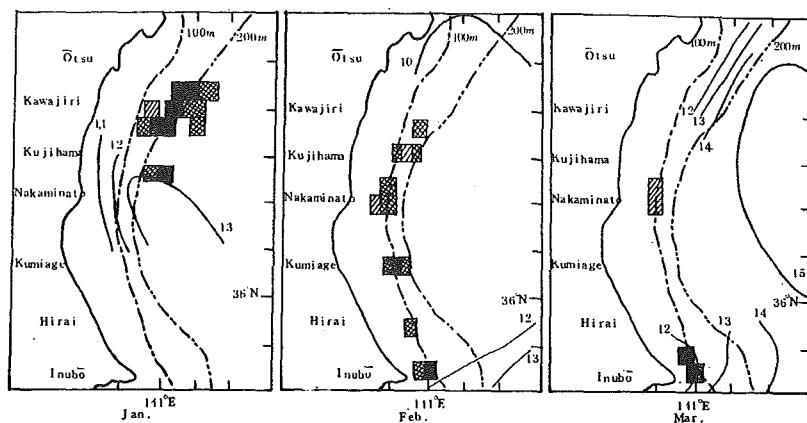 100m 200m
Ōtsu
Kawajiri
11
12
Kujihama
Nakaminato
13
Kumiage
36°N
Hirai
Inubō
141°E
Jan.
10
100m 200m
Ōtsu
Kawajiri
Kujihama
Nakaminato
Kumiage
36°N
12
Hirai
13
Inubō
141°E
Feb.
100m 200m
Ōtsu
Kawajiri
12
13
14
Kujihama
Nakaminato
Kumiage
15
36°N
14
13
Hirai
12
Inubō
141°E
Mar.